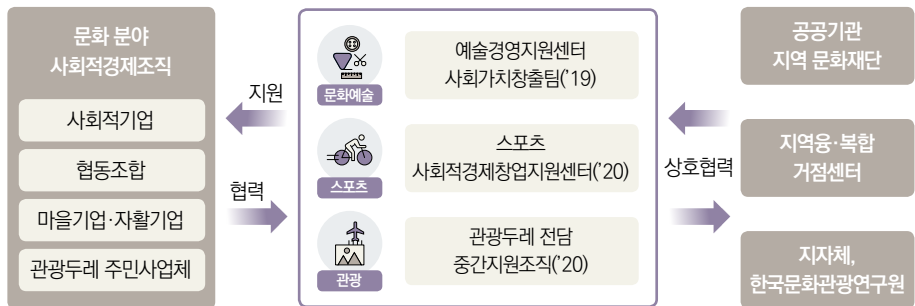 문화 분야
사회적경제조직
사회적기업
협동조합
마을기업·자활기업
관광두레 주민사업체
지원
협력
문화예술
예술경영지원센터
사회가치창출팀(’19)
스포츠
스포츠
사회적경제창업지원센터(’20)
관광
관광두레 전담
중간지원조직(’20)
상호협력
공공기관
지역 문화재단
지역융·복합
거점센터
지자체,
한국문화관광연구원